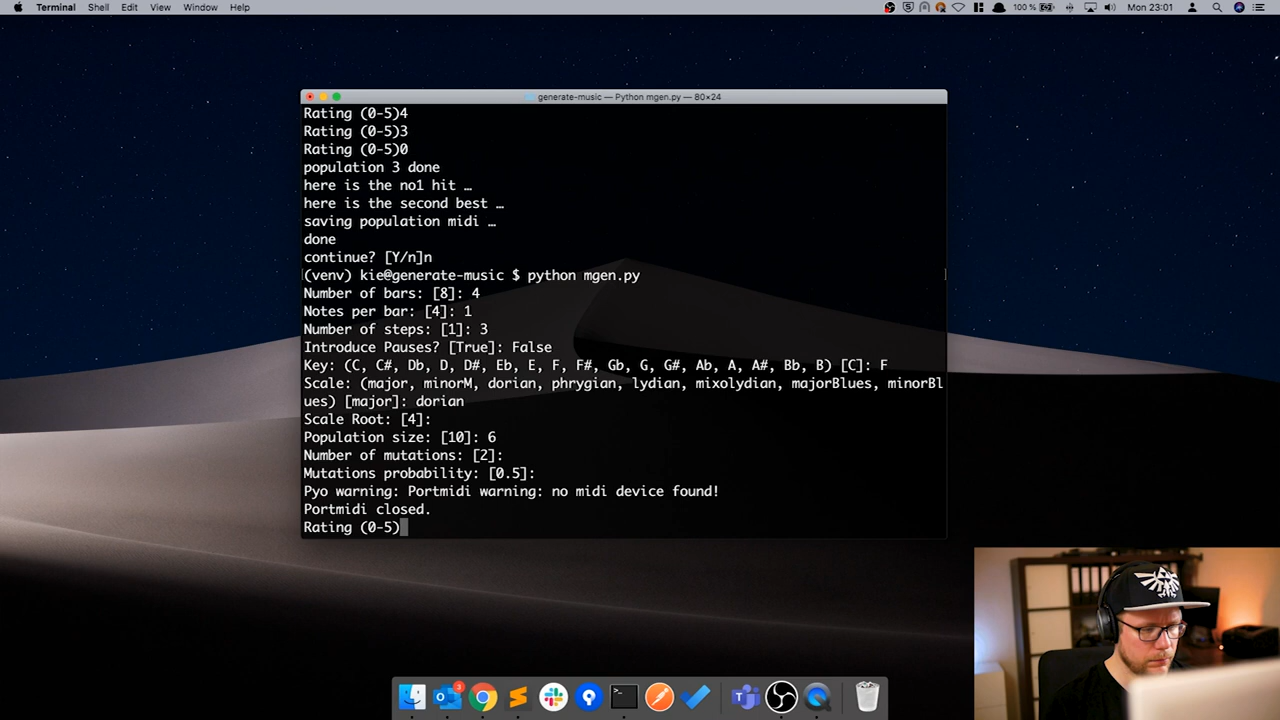 Terminal Shell Edit View Window Help
100 % Mon 23:01
generate-music — Python mgen.py — 80×24
Rating (0-5)4
Rating (0-5)3
Rating (0-5)0
population 3 done
here is the no1 hit …
here is the second best …
saving population midi …
done
continue? [Y/n]n
(venv) kie@generate-music $ python mgen.py
Number of bars: [8]: 4
Notes per bar: [4]: 1
Number of steps: [1]: 3
Introduce Pauses? [True]: False
Key: (C, C#, Db, D, D#, Eb, E, F, F#, Gb, G, G#, Ab, A, A#, Bb, B) [C]: F
Scale: (major, minorM, dorian, phrygian, lydian, mixolydian, majorBlues, minorBl
ues) [major]: dorian
Scale Root: [4]:
Population size: [10]: 6
Number of mutations: [2]:
Mutations probability: [0.5]:
Pyo warning: Portmidi warning: no midi device found!
Portmidi closed.
Rating (0-5)
3